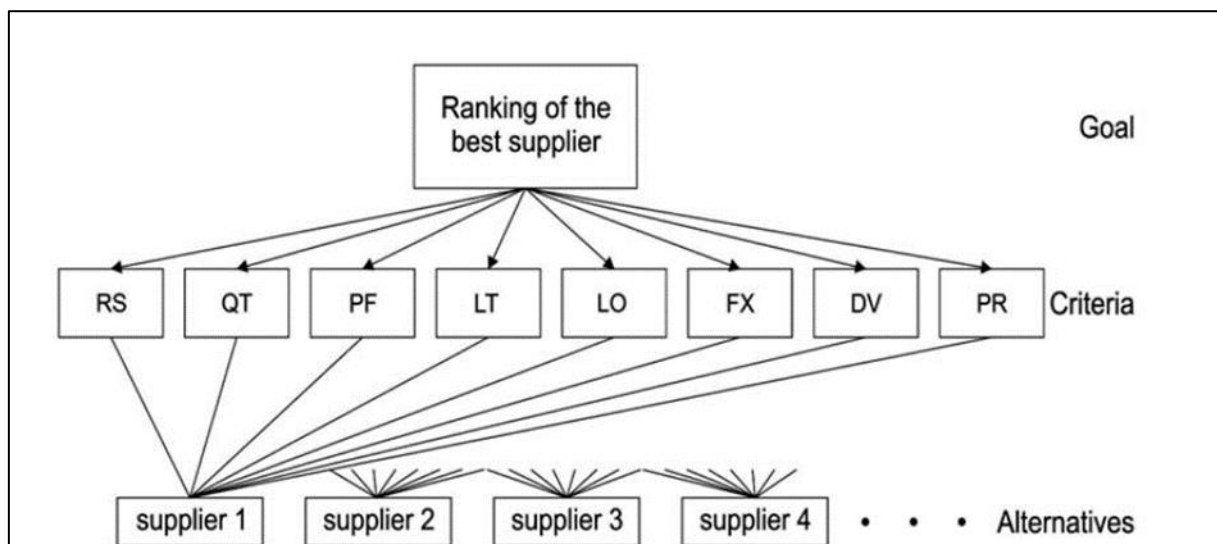 Ranking of the
best supplier
Goal
RS QT PF LT LO FX DV PR Criteria
supplier 1 supplier 2 supplier 3 supplier 4 • • • Alternatives